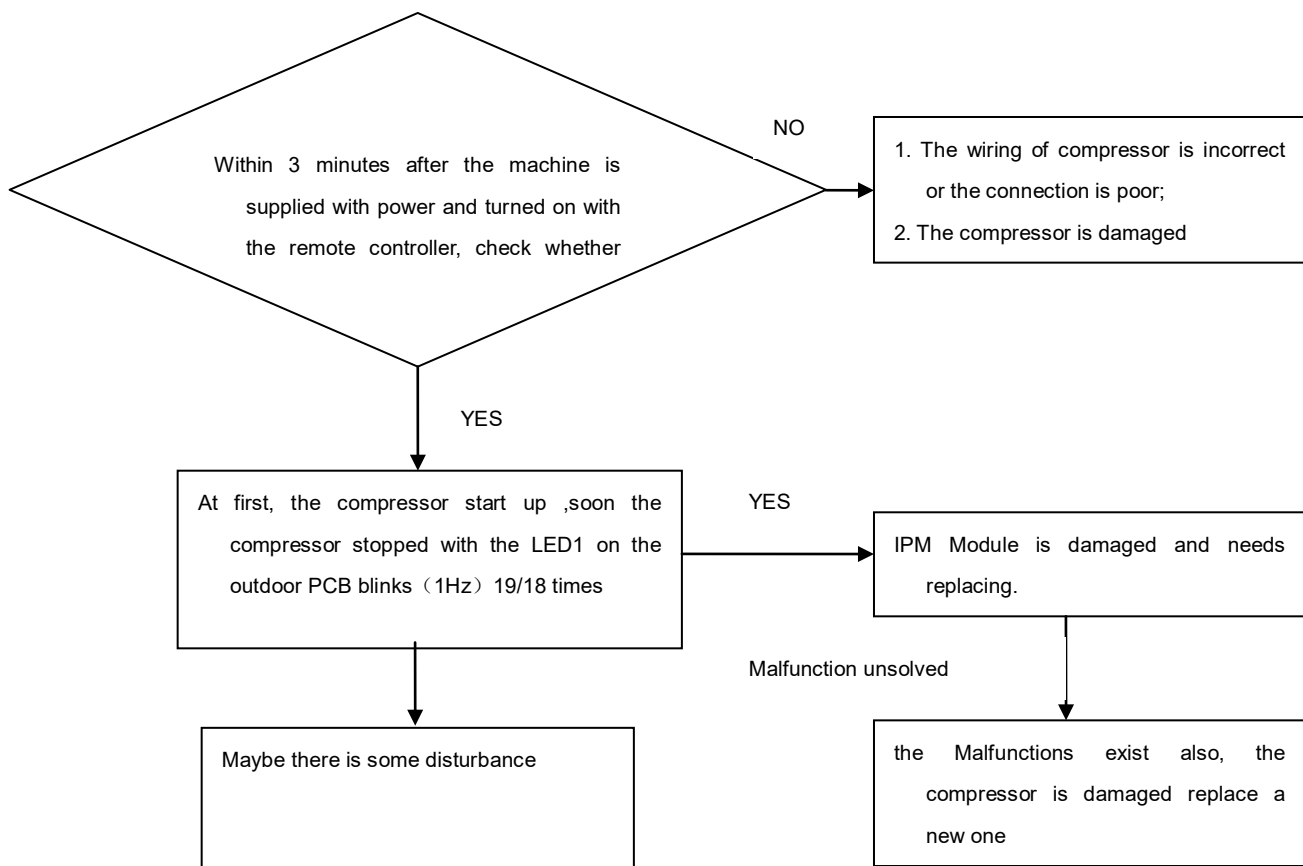 NO
Within 3 minutes after the machine is
supplied with power and turned on with
the remote controller, check whether
1. The wiring of compressor is incorrect
or the connection is poor;
2. The compressor is damaged
YES
At first, the compressor start up ,soon the
compressor stopped with the LED1 on the
outdoor PCB blinks（1Hz）19/18 times
YES
IPM Module is damaged and needs
replacing.
Malfunction unsolved
Maybe there is some disturbance
the Malfunctions exist also, the
compressor is damaged replace a
new one